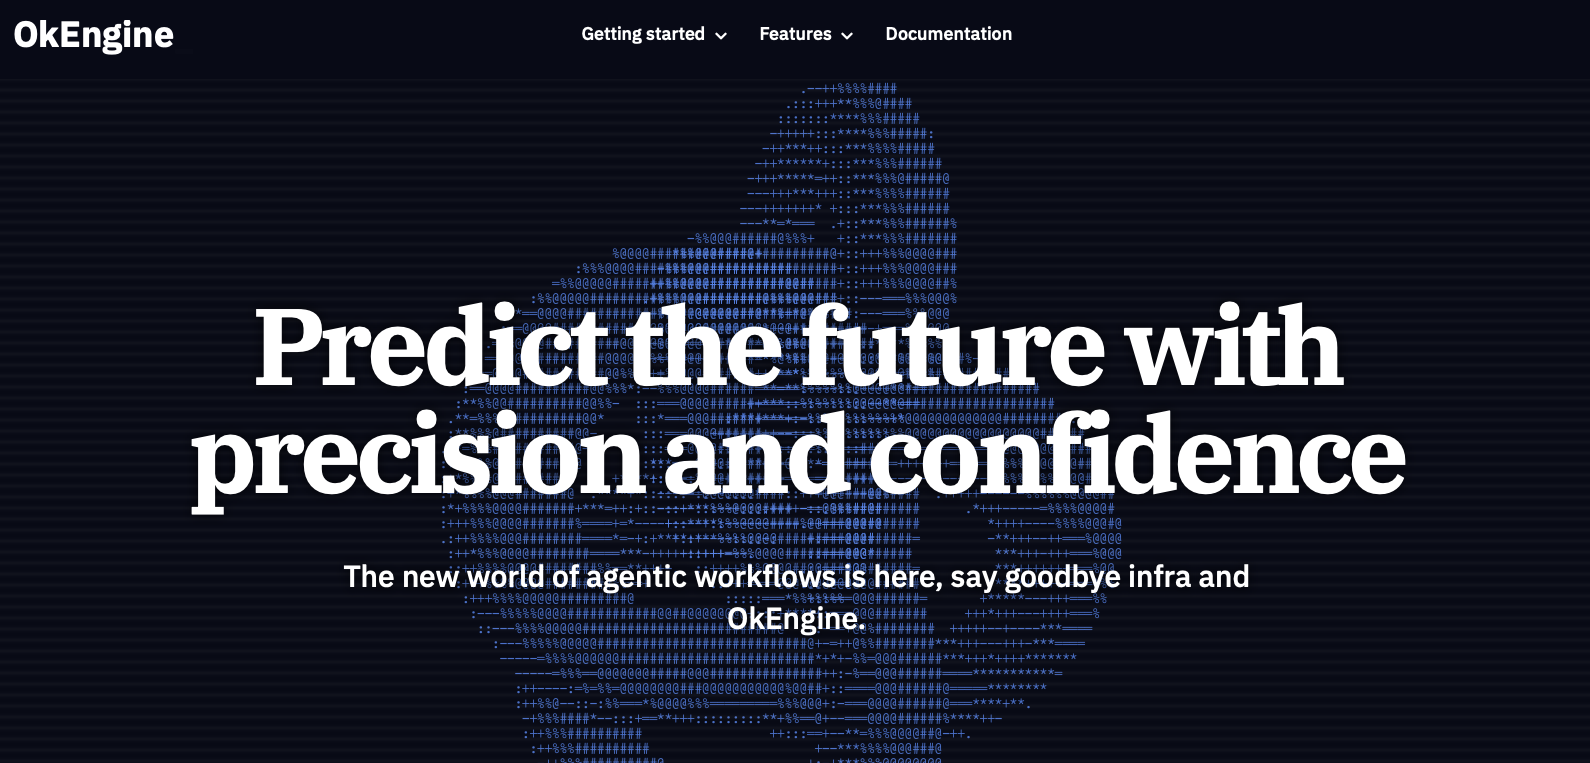 OkEngine
Getting started
Features
Documentation
Predict the future with
precision and confidence
The new world of agentic workflows is here, say goodbye infra and
OkEngine.